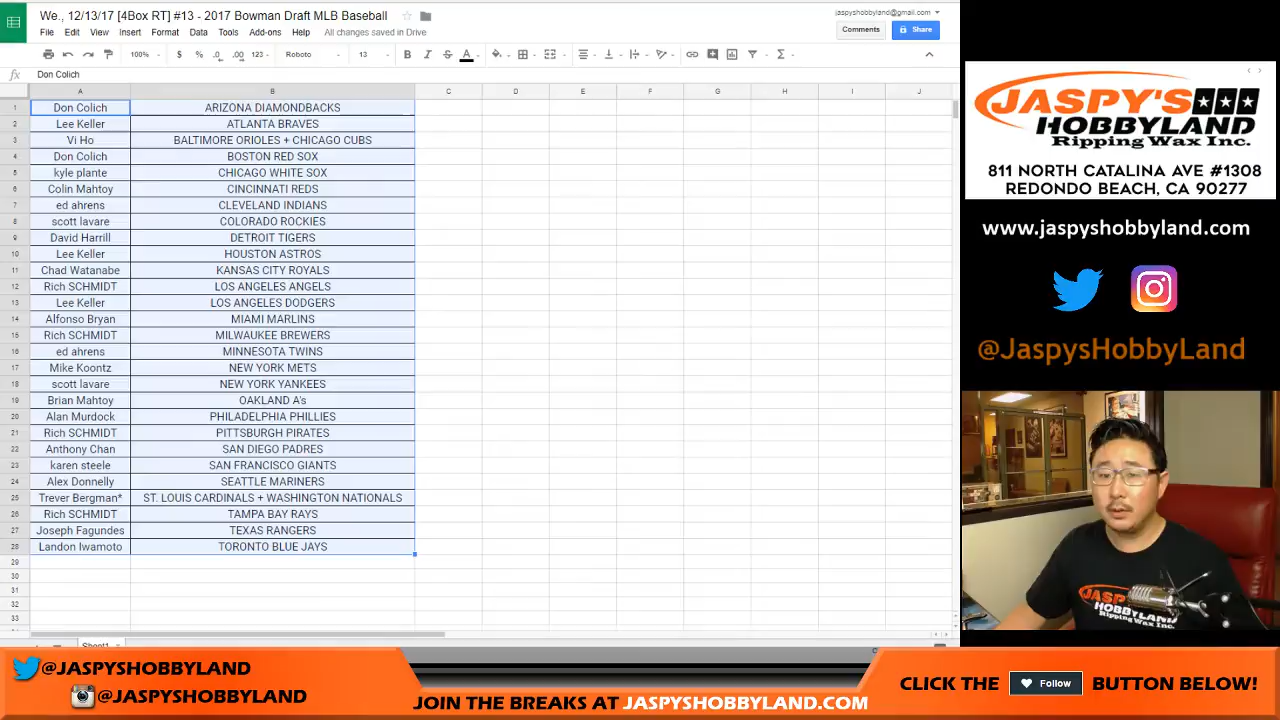 We., 12/13/17 [4Box RT] #13 - 2017 Bowman Draft MLB Baseball
jaspyshobbyland@gmail.com
File Edit View Insert Format Data Tools Add-ons Help All changes saved in Drive
Comments
Share
100% $ % .0 .00 123 Roboto 13 B I S A
fx Don Colich
A B C D E F G H I J
1 Don Colich ARIZONA DIAMONDBACKS
2 Lee Keller ATLANTA BRAVES
3 Vi Ho BALTIMORE ORIOLES + CHICAGO CUBS
4 Don Colich BOSTON RED SOX
5 kyle plante CHICAGO WHITE SOX
6 Colin Mahtoy CINCINNATI REDS
7 ed ahrens CLEVELAND INDIANS
8 scott lavare COLORADO ROCKIES
9 David Harrill DETROIT TIGERS
10 Lee Keller HOUSTON ASTROS
11 Chad Watanabe KANSAS CITY ROYALS
12 Rich SCHMIDT LOS ANGELES ANGELS
13 Lee Keller LOS ANGELES DODGERS
14 Alfonso Bryan MIAMI MARLINS
15 Rich SCHMIDT MILWAUKEE BREWERS
16 ed ahrens MINNESOTA TWINS
17 Mike Koontz NEW YORK METS
18 scott lavare NEW YORK YANKEES
19 Brian Mahtoy OAKLAND A's
20 Alan Murdock PHILADELPHIA PHILLIES
21 Rich SCHMIDT PITTSBURGH PIRATES
22 Anthony Chan SAN DIEGO PADRES
23 karen steele SAN FRANCISCO GIANTS
24 Alex Donnelly SEATTLE MARINERS
25 Trever Bergman* ST. LOUIS CARDINALS + WASHINGTON NATIONALS
26 Rich SCHMIDT TAMPA BAY RAYS
27 Joseph Fagundes TEXAS RANGERS
28 Landon Iwamoto TORONTO BLUE JAYS
29
30
31
32
33
Sheet1
JASPY'S
HOBBYLAND
Ripping Wax Inc.
811 NORTH CATALINA AVE #1308
REDONDO BEACH, CA 90277
www.jaspyshobbyland.com
@JaspysHobbyLand
JASPY'S
HOBBYLAND
Ripping Wax Inc.
@JASPYSHOBBYLAND
@JASPYSHOBBYLAND
JOIN THE BREAKS AT JASPYSHOBBYLAND.COM
CLICK THE Follow BUTTON BELOW!